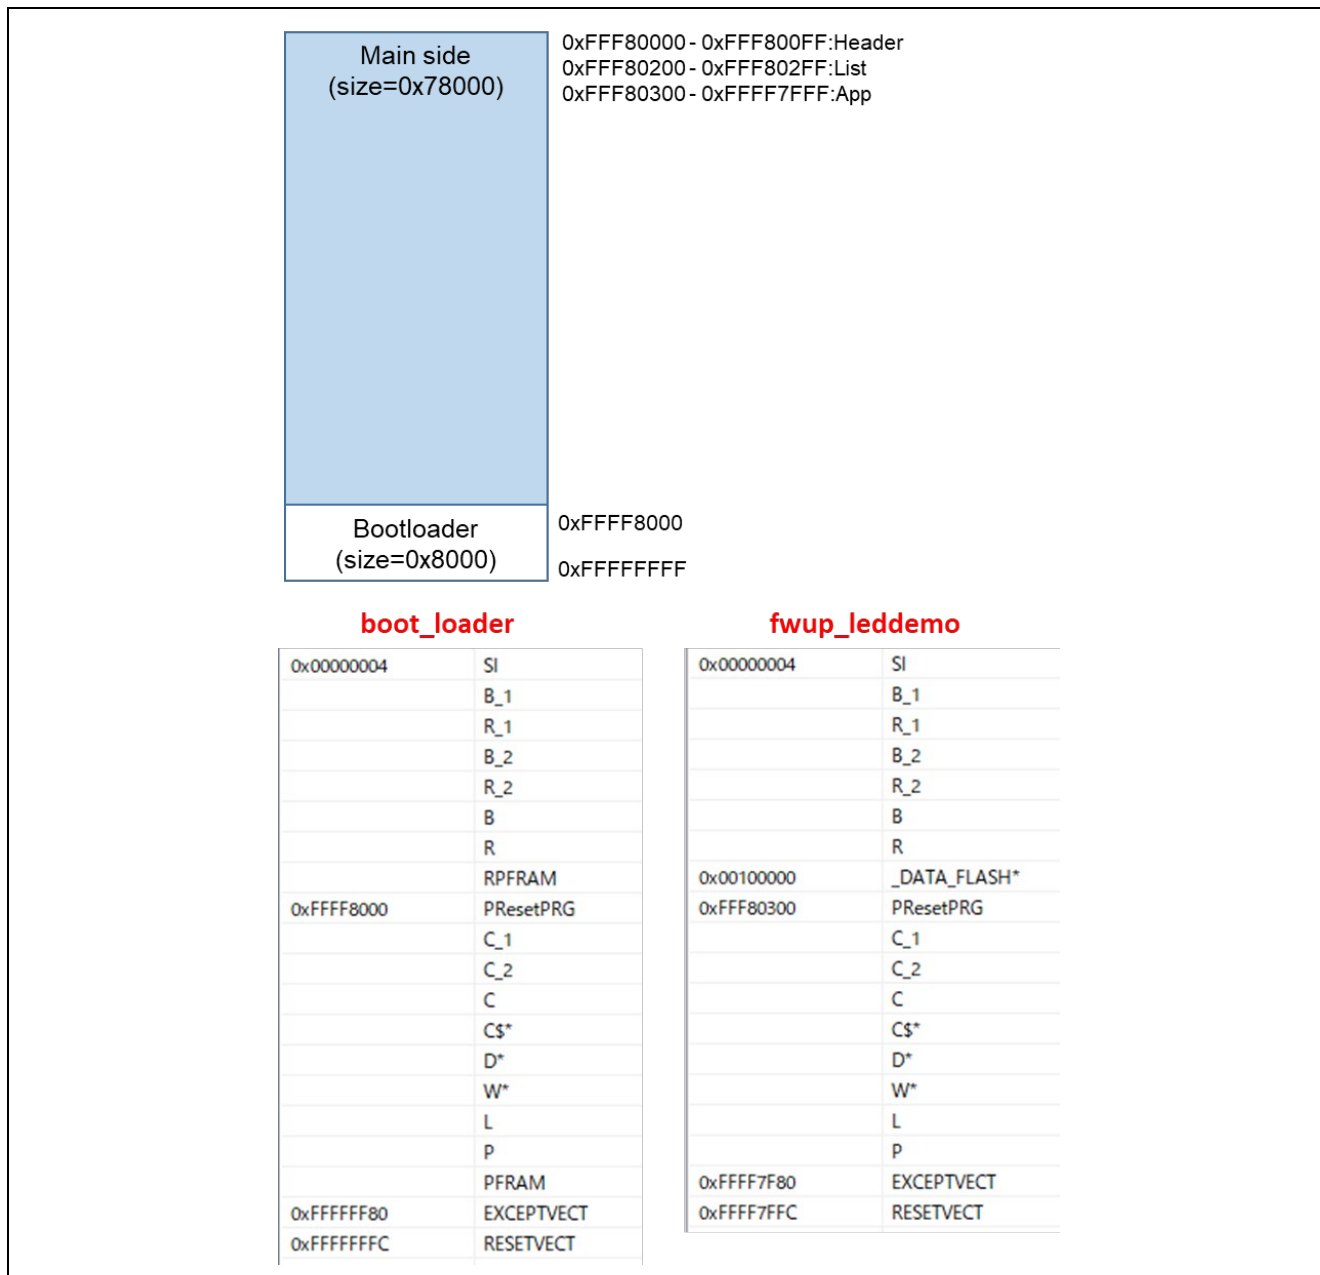 Main side
(size=0x78000)
0xFFF80000 - 0xFFF800FF:Header
0xFFF80200 - 0xFFF802FF:List
0xFFF80300 - 0xFFFF7FFF:App
Bootloader
(size=0x8000)
0xFFFF8000
0xFFFFFFFF
boot_loader
0x00000004 SI
B_1
R_1
B_2
R_2
B
R
RPFRAM
0xFFFF8000 PResetPRG
C_1
C_2
C
C$*
D*
W*
L
P
PFRAM
0xFFFFFF80 EXCEPTVECT
0xFFFFFFFC RESETVECT
fwup_leddemo
0x00000004 SI
B_1
R_1
B_2
R_2
B
R
0x00100000 _DATA_FLASH*
0xFFF80300 PResetPRG
C_1
C_2
C
C$*
D*
W*
L
P
0xFFFF7F80 EXCEPTVECT
0xFFFF7FFC RESETVECT